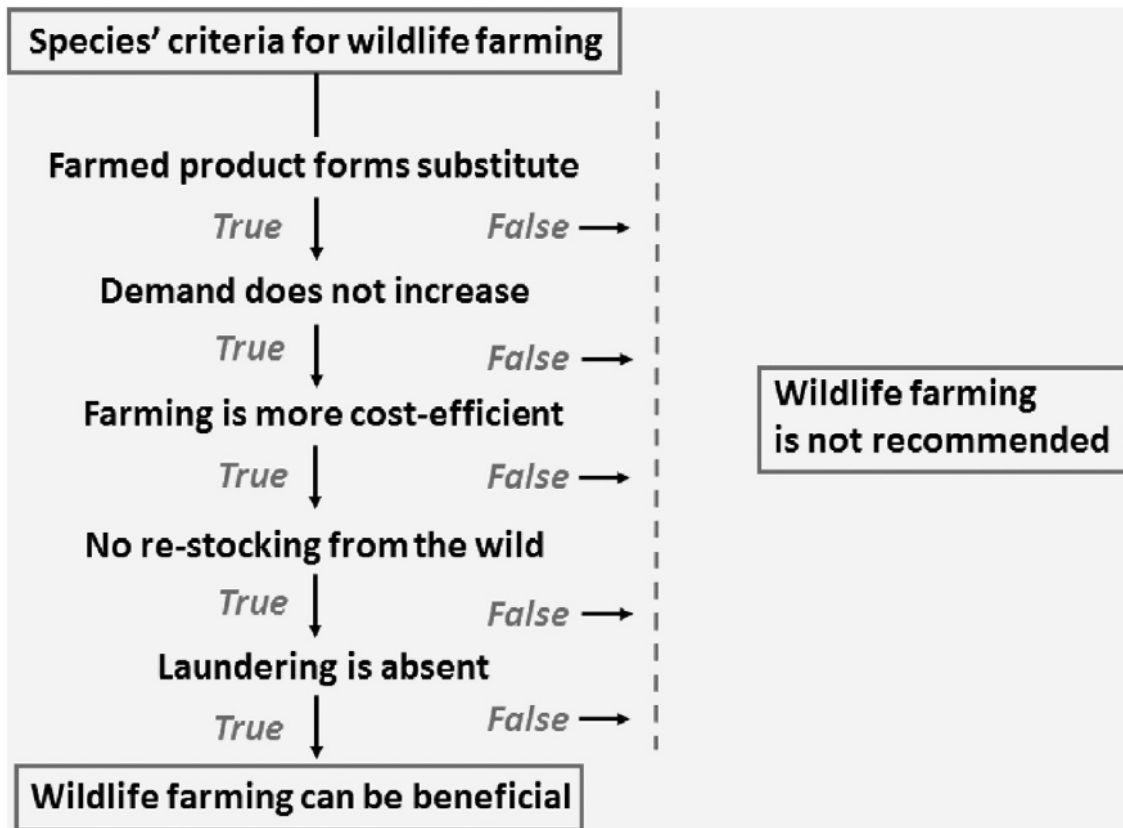 Species' criteria for wildlife farming
Farmed product forms substitute
True
False
Demand does not increase
True
False
Farming is more cost-efficient
True
False
No re-stocking from the wild
True
False
Laundering is absent
True
False
Wildlife farming can be beneficial
Wildlife farming
is not recommended